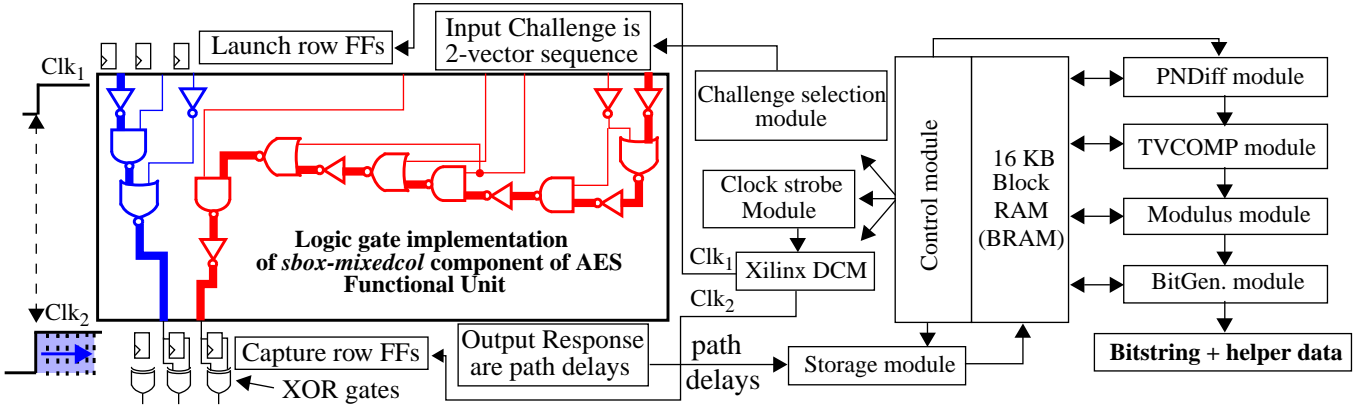 Launch row FFs
Input Challenge is
2-vector sequence
Clk1
Challenge selection
module
Clock strobe
Module
Clk1
Xilinx DCM
Clk2
Logic gate implementation
of sbox-mixedcol component of AES
Functional Unit
Clk2
Capture row FFs
XOR gates
Output Response
are path delays
path
delays
Storage module
Control module
16 KB
Block
RAM
(BRAM)
PNDiff module
TVCOMP module
Modulus module
BitGen. module
Bitstring + helper data